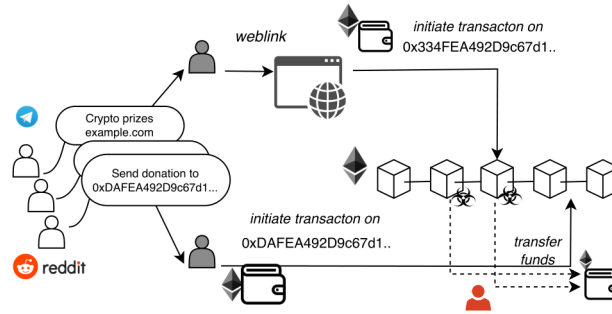 weblink
initiate transacton on
0x334FEA492D9c67d1..
Crypto prizes
example.com
Send donation to
0xDAFEA492D9c67d1...
initiate transacton on
0xDAFEA492D9c67d1..
transfer
funds
reddit